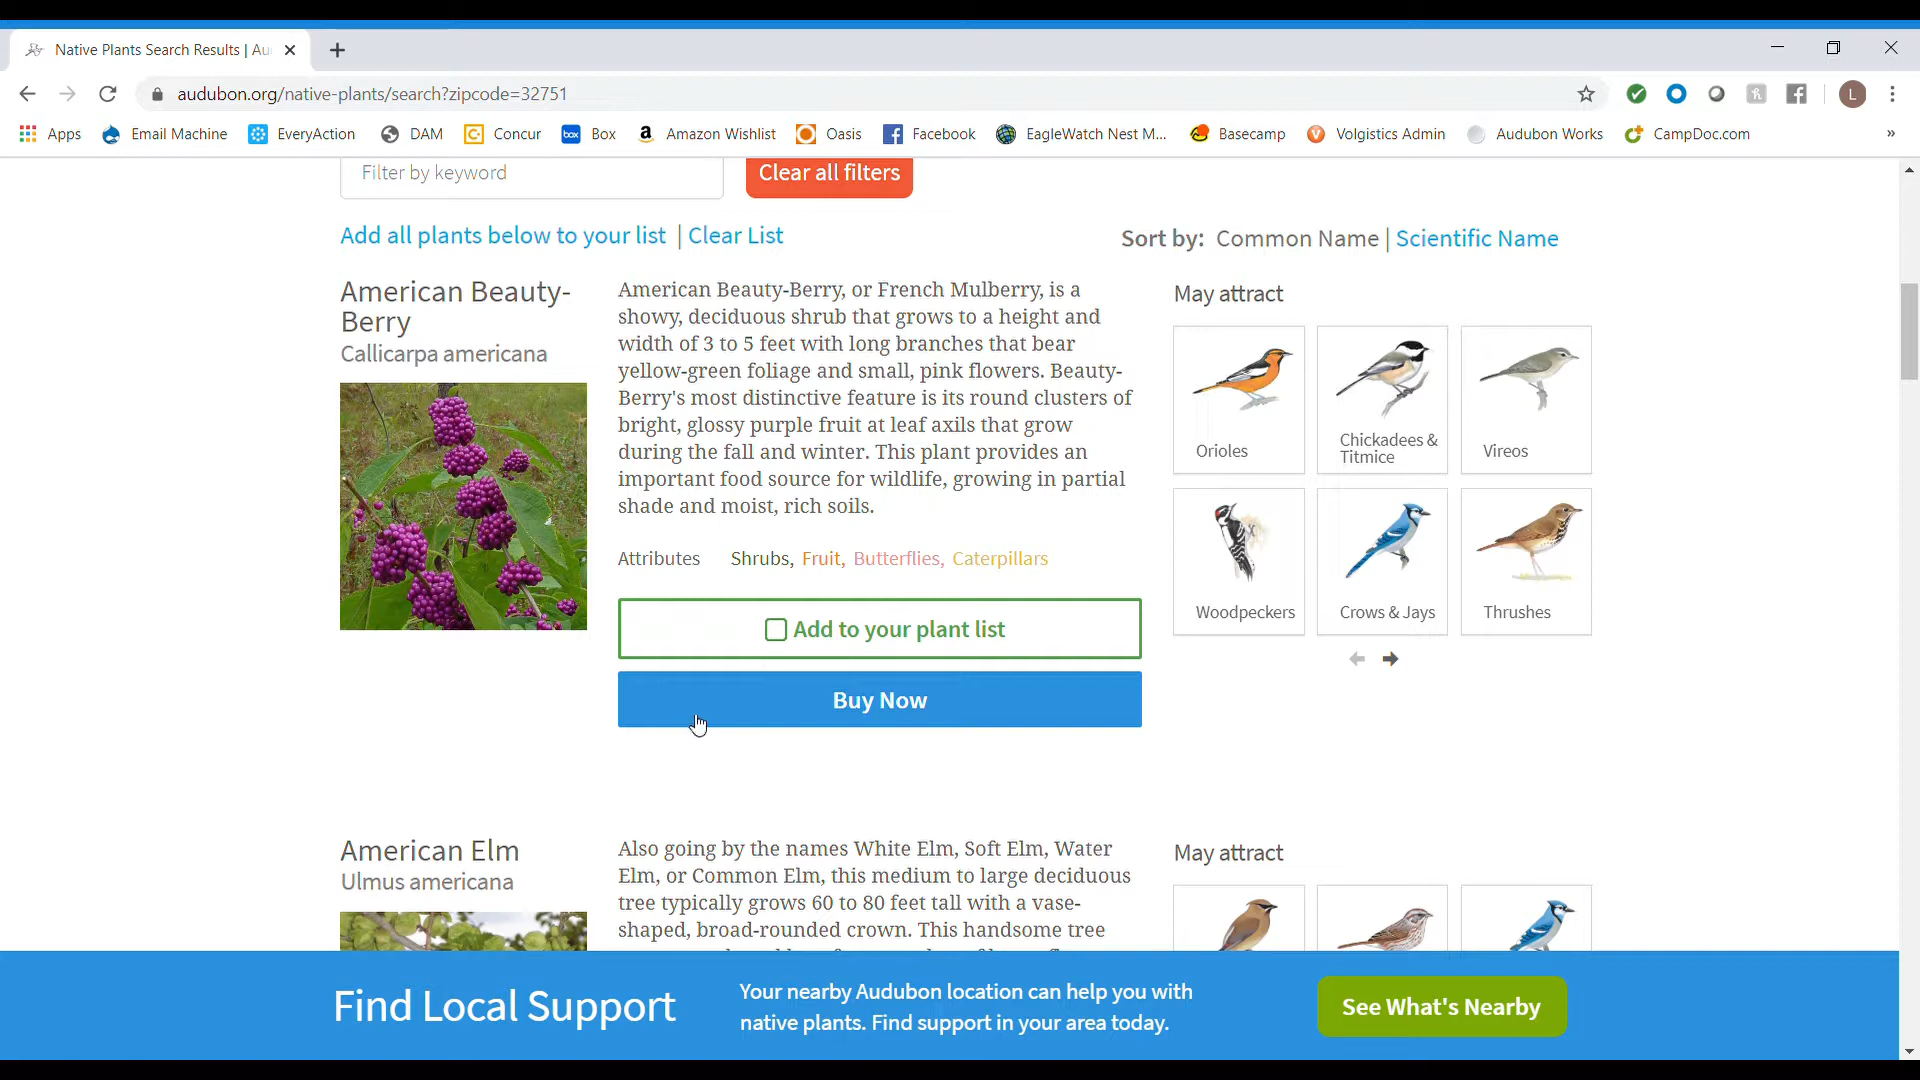 Native Plants Search Results | Au
audubon.org/native-plants/search?zipcode=32751
L
Apps
Email Machine
EveryAction
DAM
Concur
box
Box
Amazon Wishlist
Oasis
Facebook
EagleWatch Nest M...
Basecamp
Volgistics Admin
Audubon Works
CampDoc.com
»
Filter by keyword
Clear all filters
Add all plants below to your list | Clear List
Sort by: Common Name | Scientific Name
American Beauty-
Berry
Callicarpa americana
American Beauty-Berry, or French Mulberry, is a
showy, deciduous shrub that grows to a height and
width of 3 to 5 feet with long branches that bear
yellow-green foliage and small, pink flowers. Beauty-
Berry's most distinctive feature is its round clusters of
bright, glossy purple fruit at leaf axils that grow
during the fall and winter. This plant provides an
important food source for wildlife, growing in partial
shade and moist, rich soils.
Attributes Shrubs, Fruit, Butterflies, Caterpillars
Add to your plant list
Buy Now
May attract
Orioles
Chickadees &
Titmice
Vireos
Woodpeckers
Crows & Jays
Thrushes
American Elm
Ulmus americana
Also going by the names White Elm, Soft Elm, Water
Elm, or Common Elm, this medium to large deciduous
tree typically grows 60 to 80 feet tall with a vase-
shaped, broad-rounded crown. This handsome tree
May attract
Find Local Support
Your nearby Audubon location can help you with
native plants. Find support in your area today.
See What's Nearby